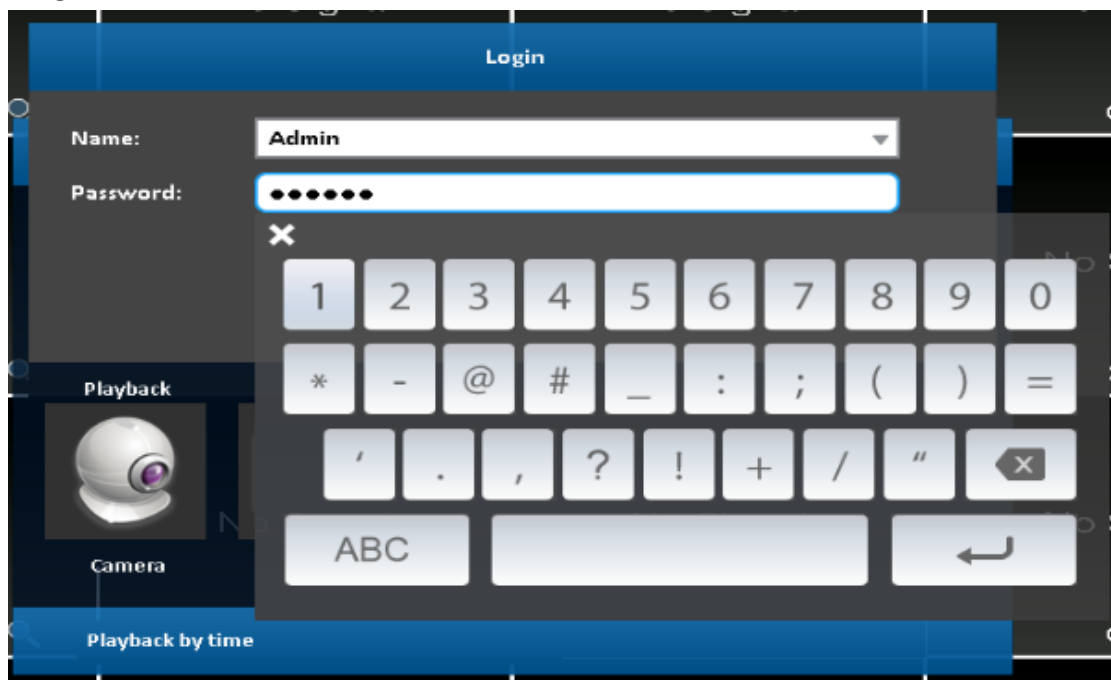 Login
Name: Admin
Password: ●●●●●●
1 2 3 4 5 6 7 8 9 0
No
* - @ # _ : ; ( ) =
Playback
' . , ? ! + / "
ABC
Camera
Playback by time